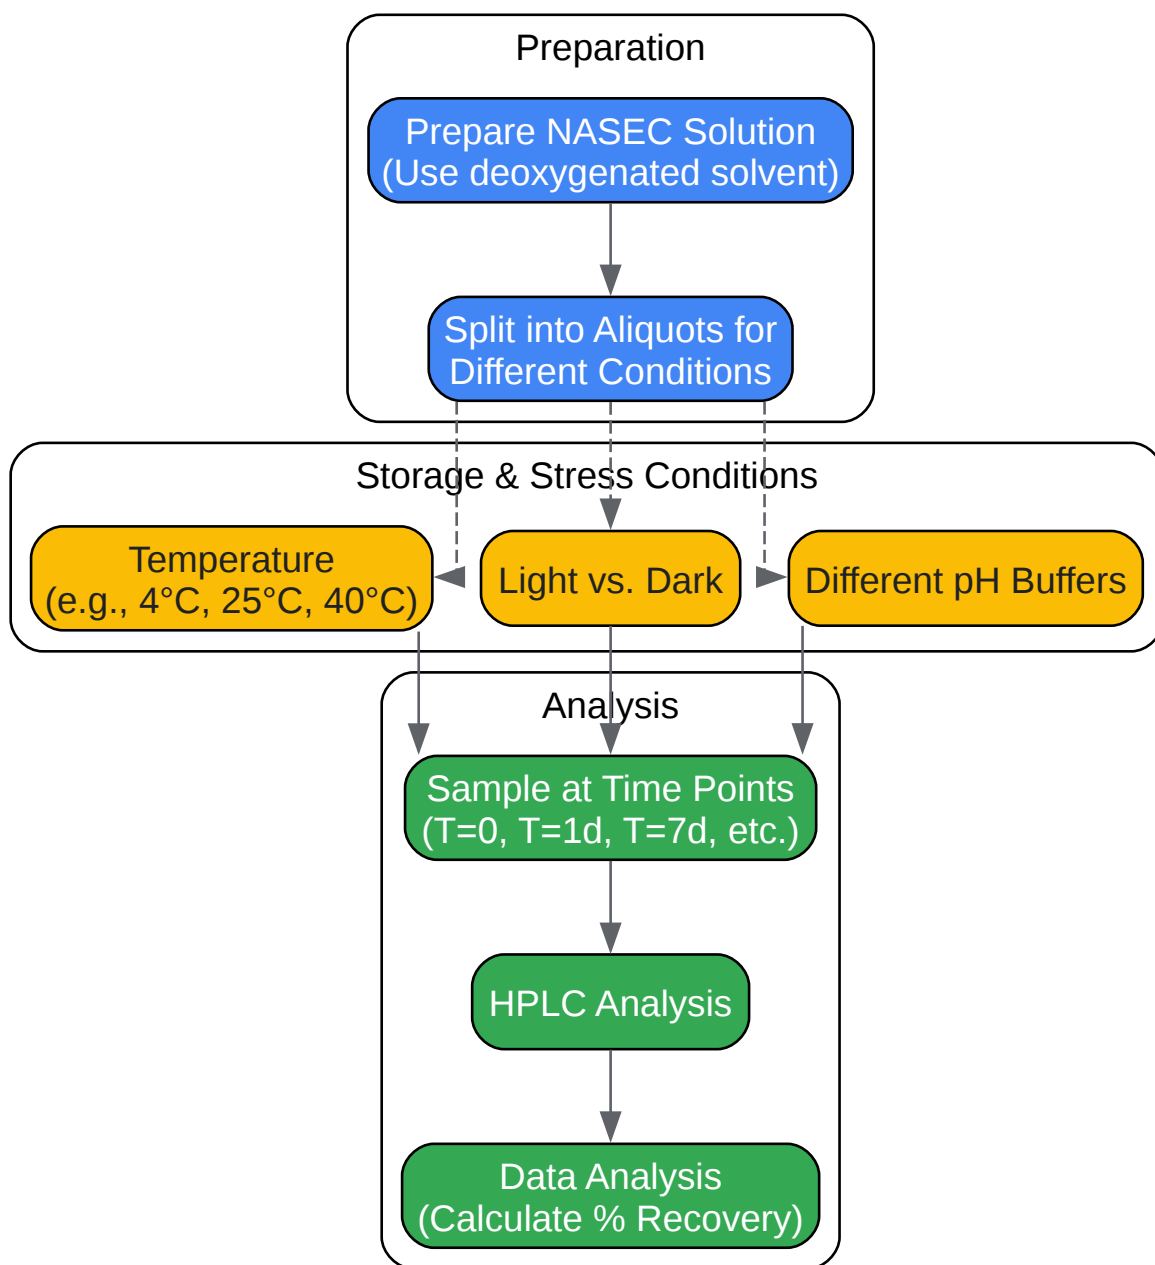 Preparation
Prepare NASEC Solution
(Use deoxygenated solvent)
Split into Aliquots for
Different Conditions
Storage & Stress Conditions
Temperature
(e.g., 4°C, 25°C, 40°C)
Light vs. Dark
Different pH Buffers
Analysis
Sample at Time Points
(T=0, T=1d, T=7d, etc.)
HPLC Analysis
Data Analysis
(Calculate % Recovery)